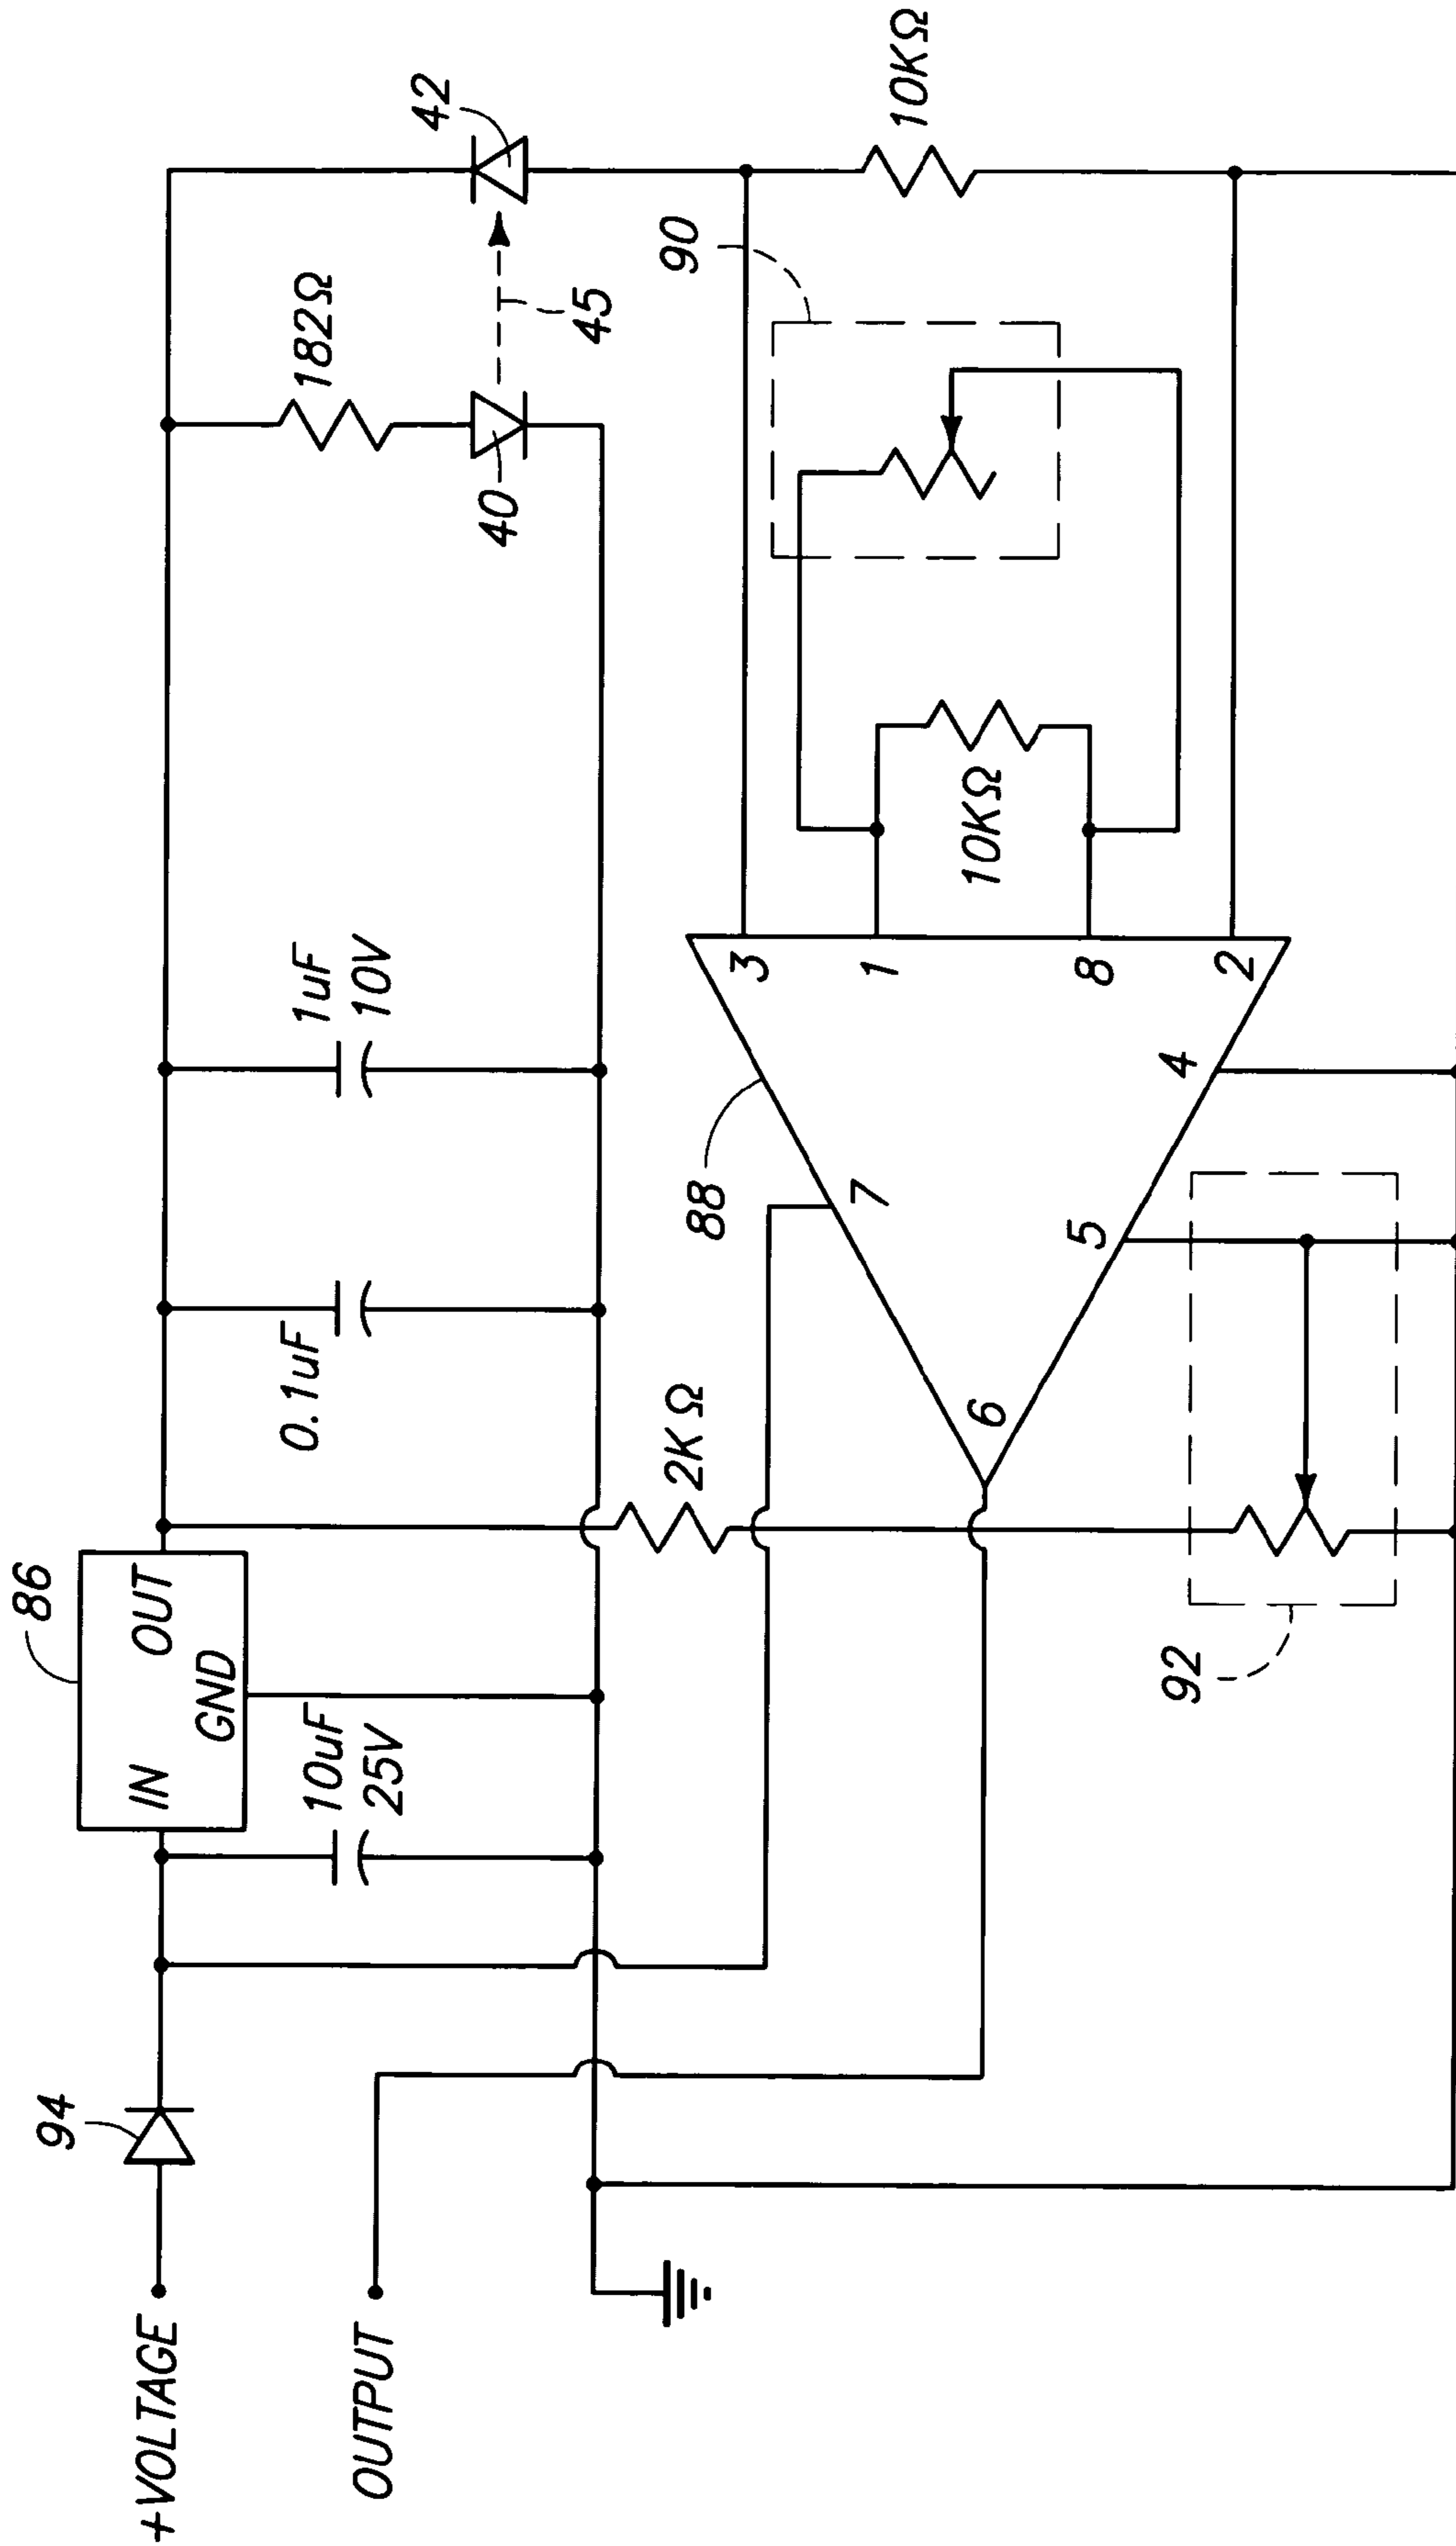 +VOLTAGE
94
OUTPUT
86
IN
OUT
GND
10uF
25V
0.1uF
1uF
10V
182Ω
40
45
42
2KΩ
88
7
3
1
8
2
6
5
4
10KΩ
90
10KΩ
92